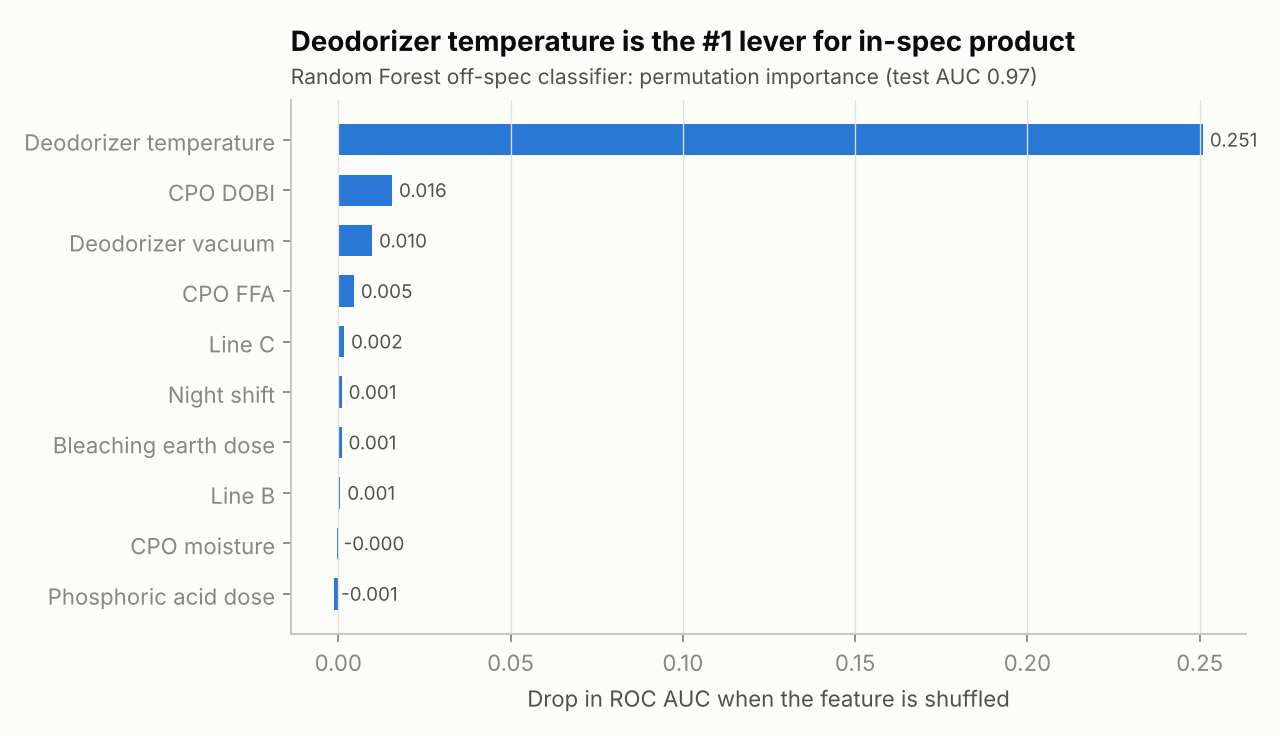 Deodorizer temperature is the #1 lever for in-spec product
Random Forest off-spec classifier: permutation importance (test AUC 0.97)
Deodorizer temperature 0.251
CPO DOBI 0.016
Deodorizer vacuum 0.010
CPO FFA 0.005
Line C 0.002
Night shift 0.001
Bleaching earth dose 0.001
Line B 0.001
CPO moisture -0.000
Phosphoric acid dose -0.001
0.00 0.05 0.10 0.15 0.20 0.25
Drop in ROC AUC when the feature is shuffled